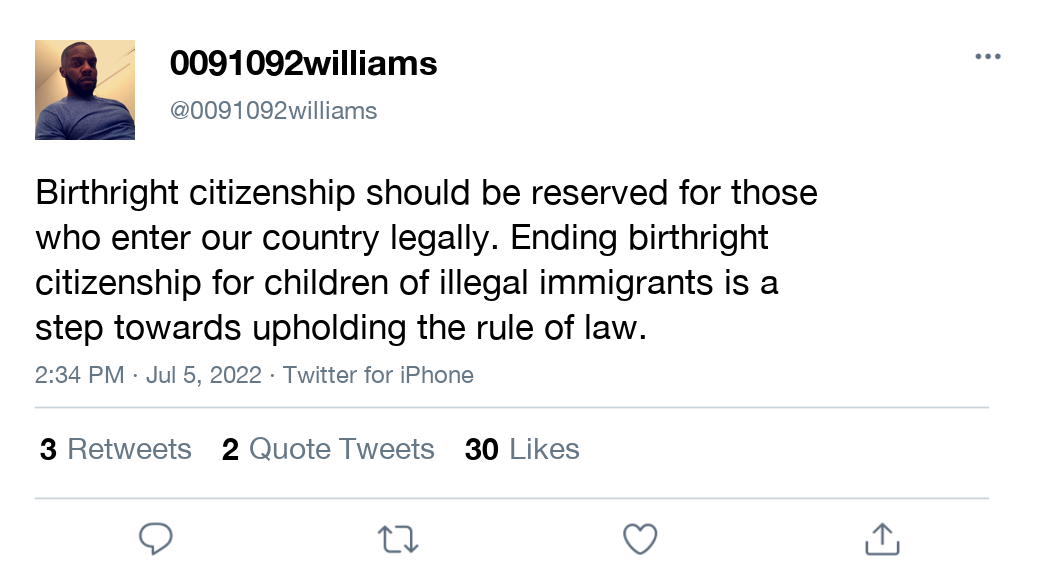 0091092williams
@0091092williams
Birthright citizenship should be reserved for those
who enter our country legally. Ending birthright
citizenship for children of illegal immigrants is a
step towards upholding the rule of law.
2:34 PM · Jul 5, 2022 · Twitter for iPhone
3 Retweets 2 Quote Tweets 30 Likes